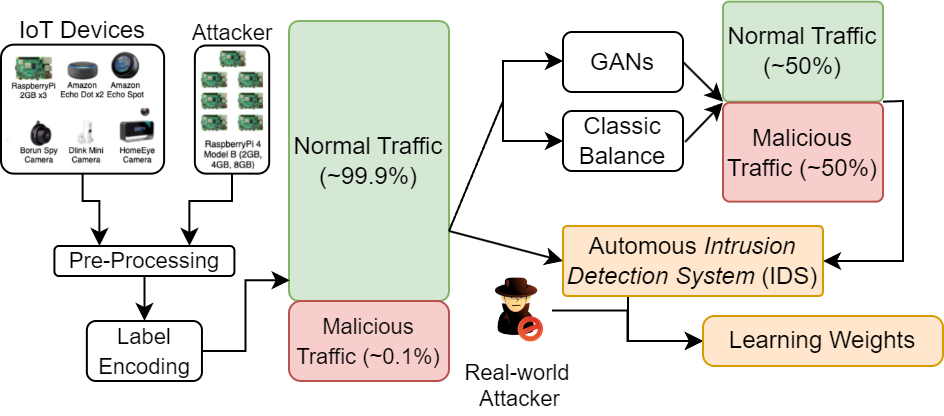 IoT Devices
RaspberryPi
2GB x3
Amazon
Echo Dot x2
Amazon
Echo Spot
Borun Spy
Camera
Dlink Mini
Camera
HomeEye
Camera
Attacker
RaspberryPi 4
Model B (2GB,
4GB, 8GB)
Pre-Processing
Label
Encoding
Normal Traffic
(~99.9%)
Malicious
Traffic (~0.1%)
GANs
Classic
Balance
Normal Traffic
(~50%)
Malicious
Traffic (~50%)
Automous Intrusion
Detection System (IDS)
Real-world
Attacker
Learning Weights